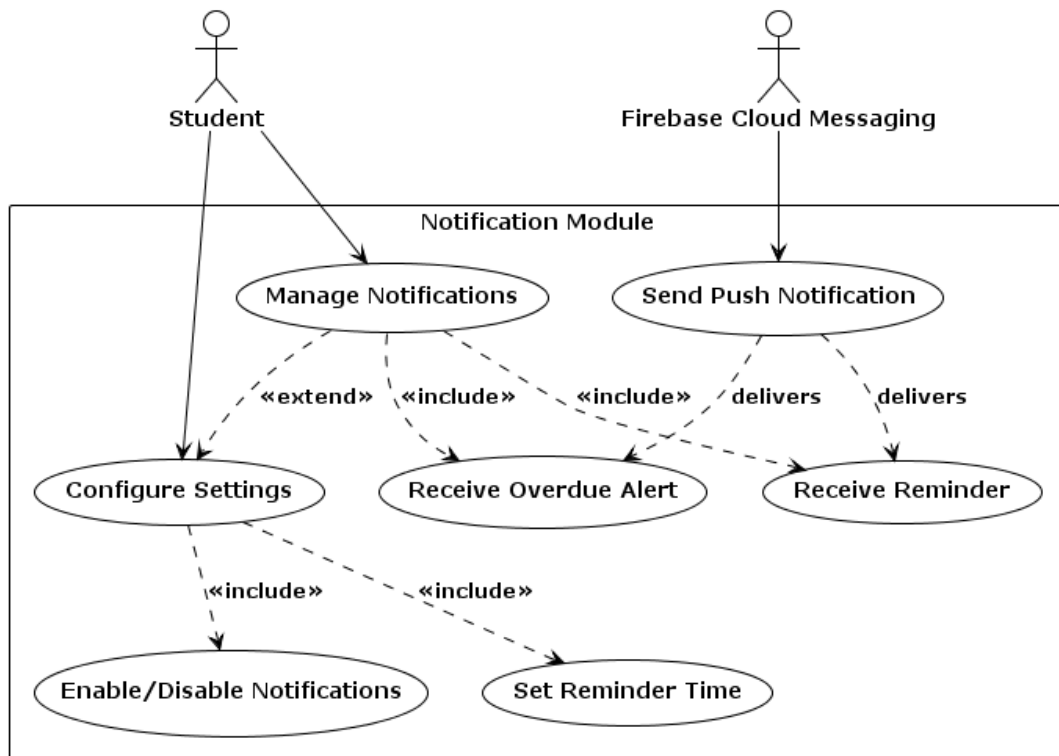 Student
Firebase Cloud Messaging
Notification Module
Manage Notifications
Send Push Notification
«extend»
«include»
«include»
delivers
delivers
Configure Settings
Receive Overdue Alert
Receive Reminder
«include»
«include»
Enable/Disable Notifications
Set Reminder Time